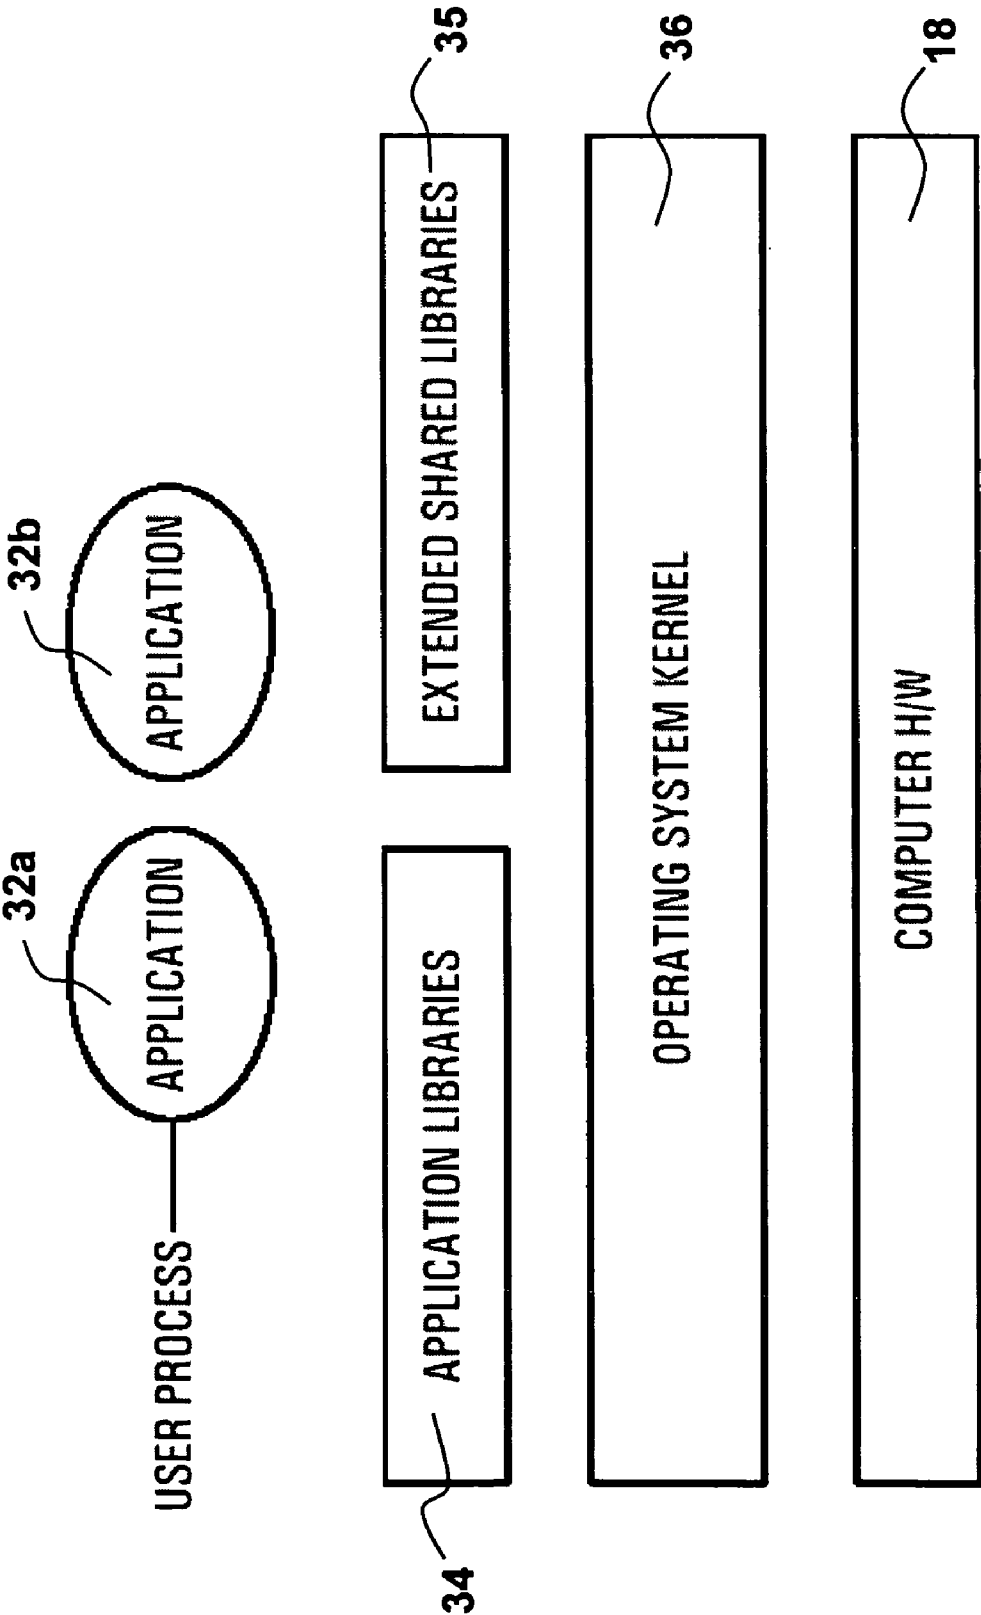 32a
32b
USER PROCESS
APPLICATION
APPLICATION
34
APPLICATION LIBRARIES
EXTENDED SHARED LIBRARIES
35
OPERATING SYSTEM KERNEL
36
COMPUTER H/W
18